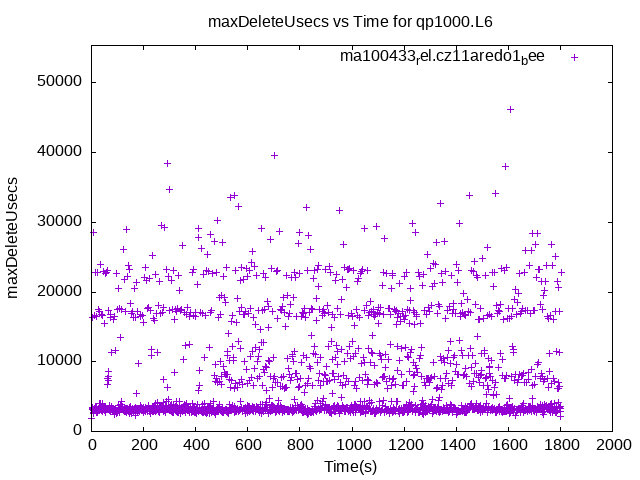 maxDeleteUsecs vs Time for qp1000.L6
ma100433rel.cz11aredo1bee
50000
40000
30000
20000
10000
0
maxDeleteUsecs
0 200 400 600 800 1000 1200 1400 1600 1800 2000
Time(s)